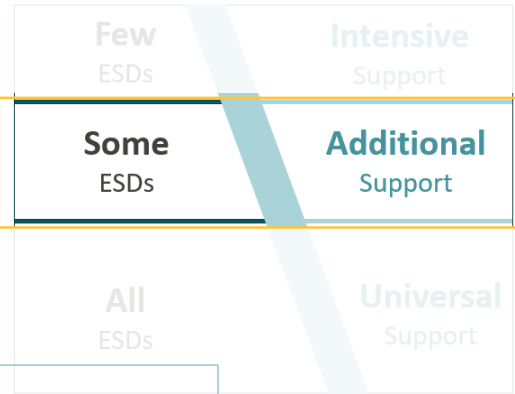 Few
ESDs
Intensive
Support
Some
ESDs
Additional
Support
All
ESDs
Universal
Support